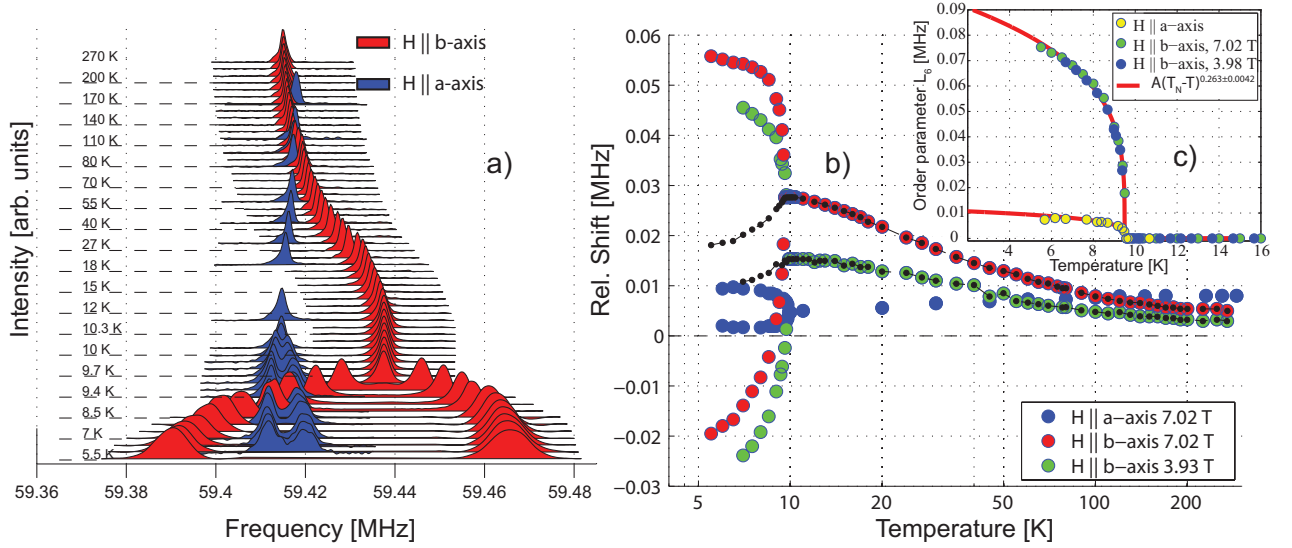 270 K
200 K
170 K
140 K
110 K
80 K
70 K
55 K
40 K
27 K
18 K
15 K
12 K
10.3 K
10 K
9.7 K
9.4 K
8.5 K
7 K
5.5 K
H || b-axis
H || a-axis
a)
Intensity [arb. units]
59.36
59.38
59.4
59.42
59.44
59.46
59.48
Frequency [MHz]
0.06
0.05
0.04
0.03
0.02
0.01
0
−0.01
−0.02
−0.03
Rel. Shift [MHz]
b)
H || a−axis 7.02 T
H || b−axis 7.02 T
H || b−axis 3.93 T
5
10
20
50
100
200
Temperature [K]
0.09
0.08
0.07
0.06
0.05
0.04
0.03
0.02
0.01
0
Order parameter L6 [MHz]
H || a−axis
H || b−axis, 7.02 T
H || b−axis, 3.98 T
A(TN-T)^0.263±0.0042
c)
4
6
8
10
12
14
16
Temperature [K]